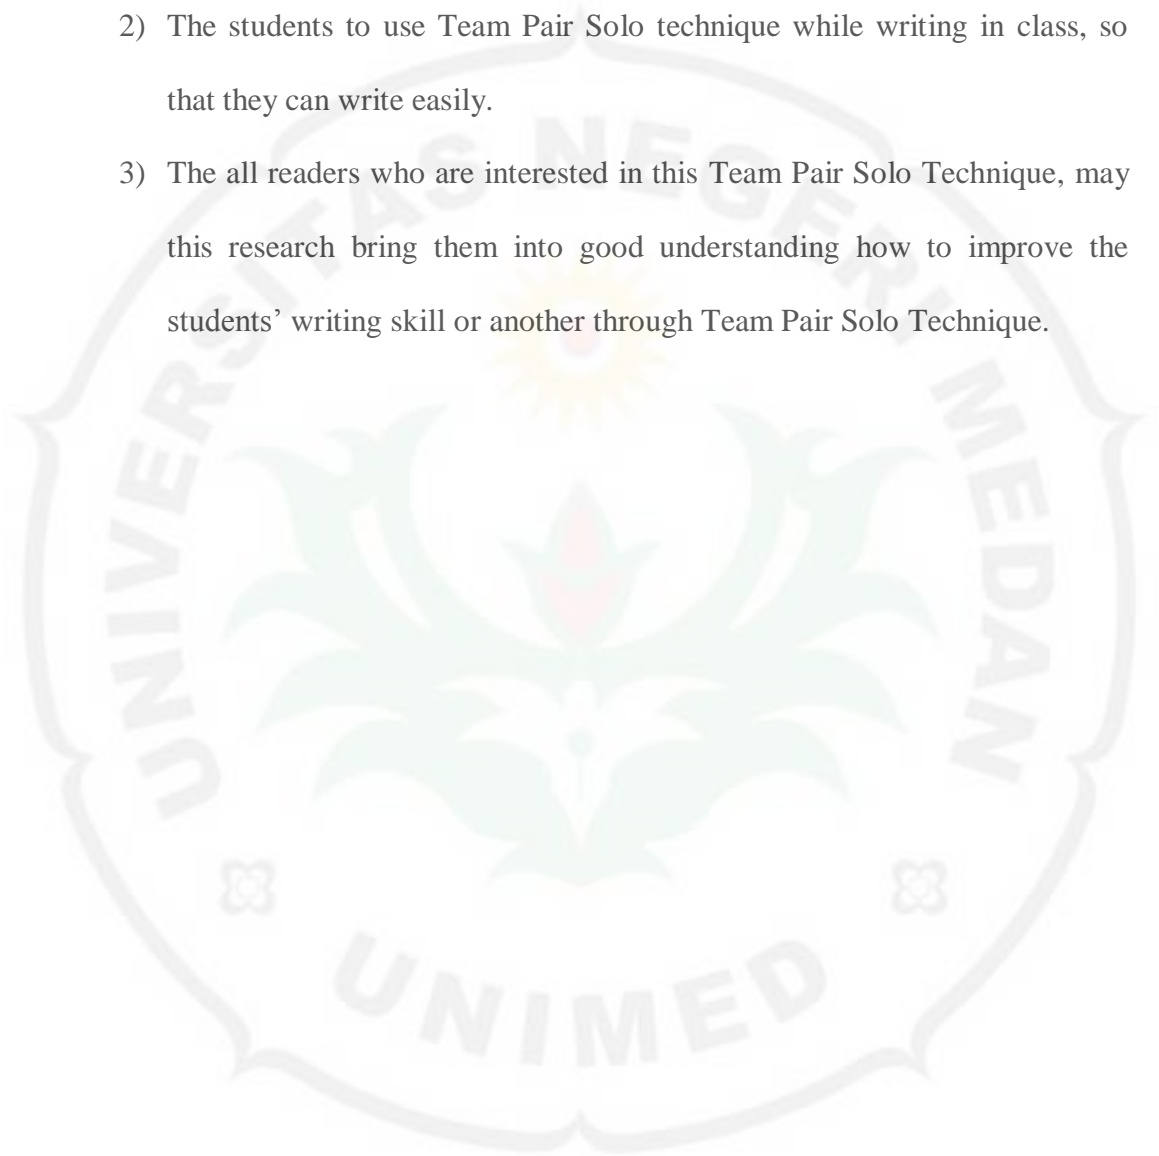 2) The students to use Team Pair Solo technique while writing in class, so
that they can write easily.
3) The all readers who are interested in this Team Pair Solo Technique, may
this research bring them into good understanding how to improve the
students’ writing skill or another through Team Pair Solo Technique.
UNIVERSITAS NEGERI MEDAN
UNIMED